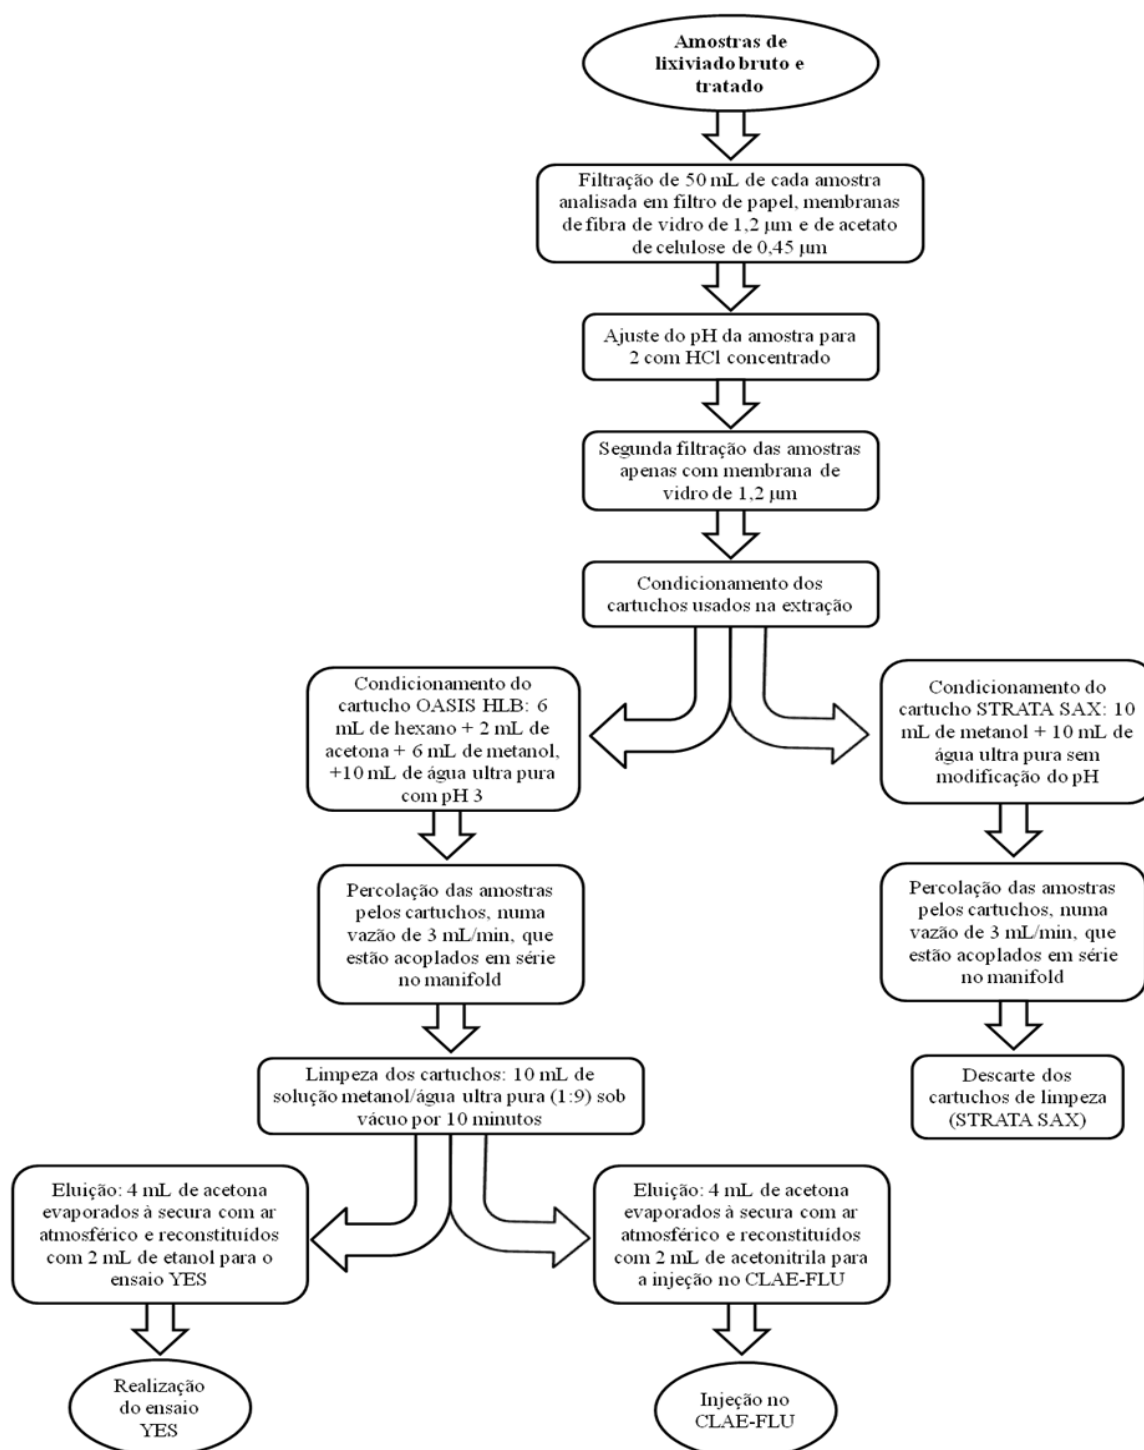 Amostras de
lixiviado bruto e
tratado
Filtração de 50 mL de cada amostra
analisada em filtro de papel, membranas
de fibra de vidro de 1,2 µm e de acetato
de celulose de 0,45 µm
Ajuste do pH da amostra para
2 com HCl concentrado
Segunda filtração das amostras
apenas com membrana de
vidro de 1,2 µm
Condicionamento dos
cartuchos usados na extração
Condicionamento do
cartucho OASIS HLB: 6
mL de hexano + 2 mL de
acetona + 6 mL de metanol,
+10 mL de água ultra pura
com pH 3
Condicionamento do
cartucho STRATA SAX: 10
mL de metanol + 10 mL de
água ultra pura sem
modificação do pH
Percolação das amostras
pelos cartuchos, numa
vazão de 3 mL/min, que
estão acoplados em série
no manifold
Percolação das amostras
pelos cartuchos, numa
vazão de 3 mL/min, que
estão acoplados em série
no manifold
Limpeza dos cartuchos: 10 mL de
solução metanol/água ultra pura (1:9) sob
vácuo por 10 minutos
Descarte dos
cartuchos de limpeza
(STRATA SAX)
Eluição: 4 mL de acetona
evaporados à secura com ar
atmosférico e reconstituídos
com 2 mL de etanol para o
ensaio YES
Eluição: 4 mL de acetona
evaporados à secura com ar
atmosférico e reconstituídos
com 2 mL de acetonitrila para
a injeção no CLAE-FLU
Realização
do ensaio
YES
Injeção no
CLAE-FLU